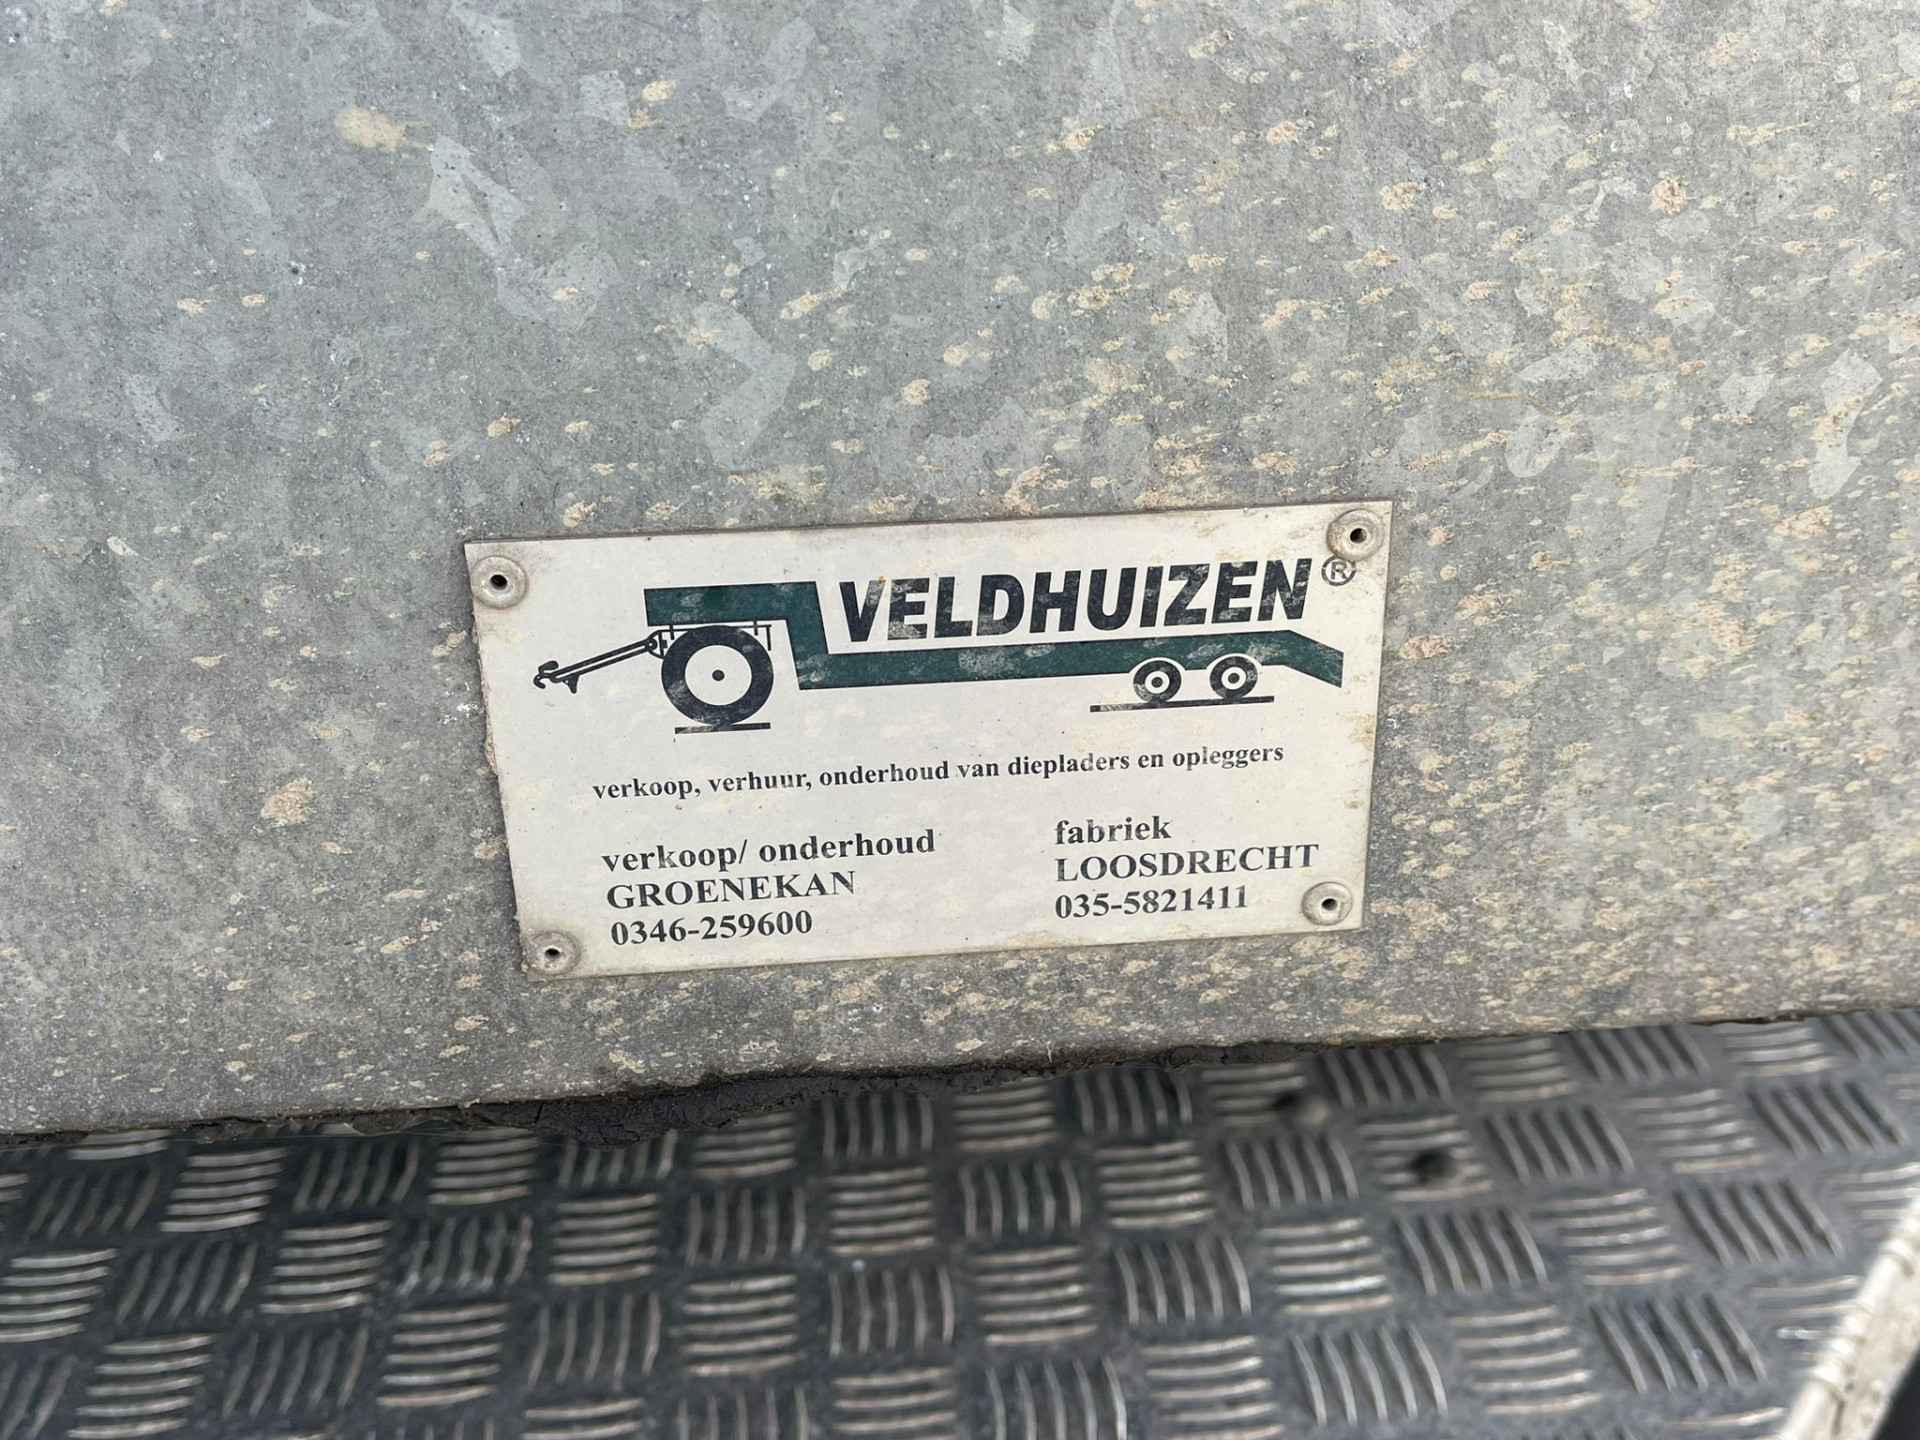 VELDHUIZEN®
verkoop, verhuur, onderhoud van diepladers en opleggers
verkoop/ onderhoud
GROENEKAN
0346-259600
fabriek
LOOSDRECHT
035-5821411